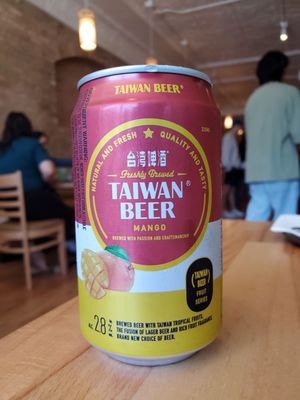 TAIWAN BEER®
NATURAL AND FRESH ★ QUALITY AND TASTY
台湾啤酒
Freshly Brewed
TAIWAN®
BEER
MANGO
BREWED WITH PASSION AND CRAFTSMANSHIP
TAIWAN
BEER
FRUIT
SERIES
ALC. 2.8%
BREWED BEER WITH TAIWAN TROPICAL FRUITS.
THE FUSION OF LAGER BEER AND RICH FRUIT FRAGRANCE.
BRAND NEW CHOICE OF BEER.